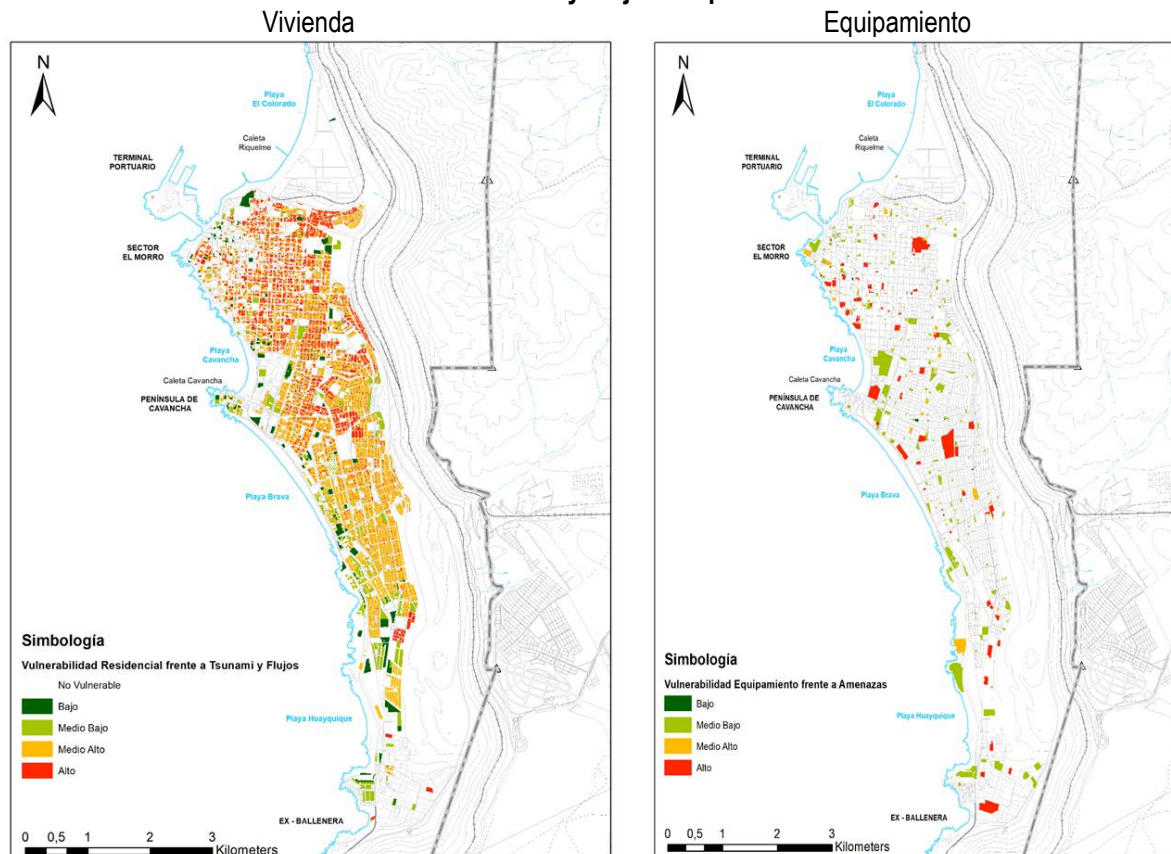 y
Vivienda
Equipamiento
N
Playa
El Colorado
Caleta
Riquelme
TERMINAL
PORTUARIO
SECTOR
EL MORRO
Playa
Cavancha
Caleta Cavancha
PENÍNSULA DE
CAVANCHA
Playa Brava
Playa Huayquique
EX - BALLENERA
Simbología
Vulnerabilidad Residencial frente a Tsunami y Flujos
No Vulnerable
Bajo
Medio Bajo
Medio Alto
Alto
0 0,5 1 2 3
Kilometers
N
Playa
El Colorado
Caleta
Riquelme
TERMINAL
PORTUARIO
SECTOR
EL MORRO
Playa
Cavancha
Caleta Cavancha
PENÍNSULA DE
CAVANCHA
Playa Brava
Playa Huayquique
EX - BALLENERA
Simbología
Vulnerabilidad Equipamiento frente a Amenazas
Bajo
Medio Bajo
Medio Alto
Alto
0 0,5 1 2 3
Kilometers